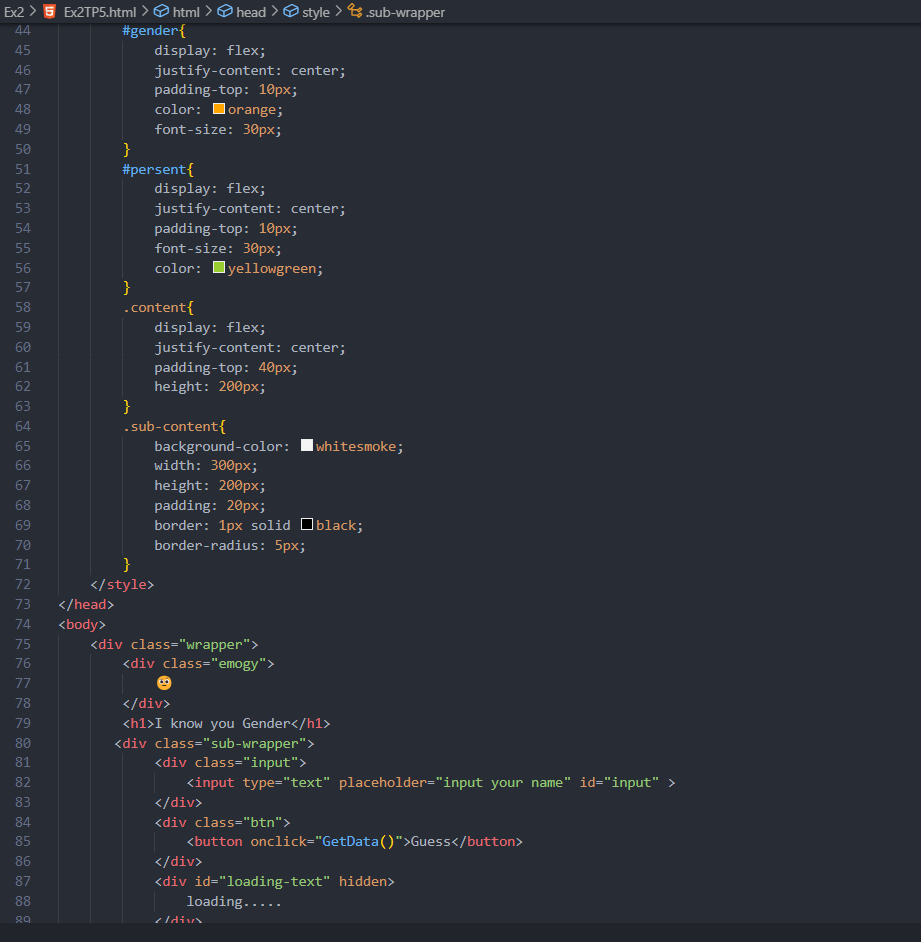 Ex2 > Ex2TP5.html > html > head > style > .sub-wrapper
44 #gender{
45 display: flex;
46 justify-content: center;
47 padding-top: 10px;
48 color: orange;
49 font-size: 30px;
50 }
51 #persent{
52 display: flex;
53 justify-content: center;
54 padding-top: 10px;
55 font-size: 30px;
56 color: yellowgreen;
57 }
58 .content{
59 display: flex;
60 justify-content: center;
61 padding-top: 40px;
62 height: 200px;
63 }
64 .sub-content{
65 background-color: whitesmoke;
66 width: 300px;
67 height: 200px;
68 padding: 20px;
69 border: 1px solid black;
70 border-radius: 5px;
71 }
72 </style>
73 </head>
74 <body>
75 <div class="wrapper">
76 <div class="emogy">
77
78 </div>
79 <h1>I know you Gender</h1>
80 <div class="sub-wrapper">
81 <div class="input">
82 <input type="text" placeholder="input your name" id="input" >
83 </div>
84 <div class="btn">
85 <button onclick="GetData()">Guess</button>
86 </div>
87 <div id="loading-text" hidden>
88 loading.....
89 </div>